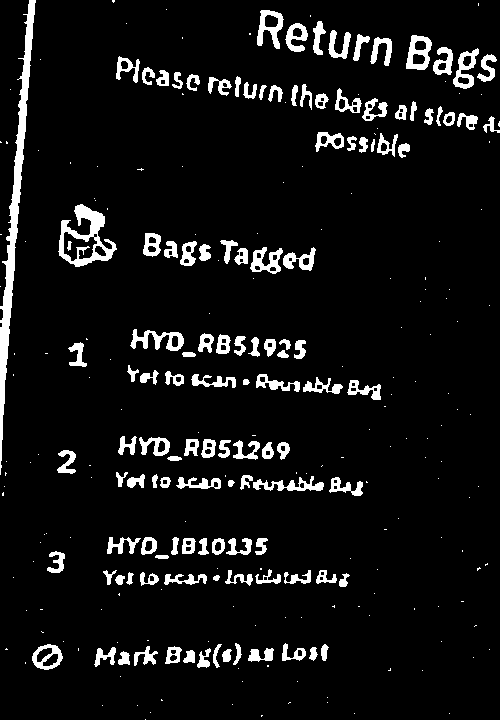 Return Bags
Please return the bags at store as
possible
Bags Tagged
1
HYD_RB51925
Yet to scan • Reusable Bag
2
HYD_RB51269
Yet to scan • Reusable Bag
3
HYD_IB10135
Yet to scan • Insulated Bag
Mark Bag(s) as Lost